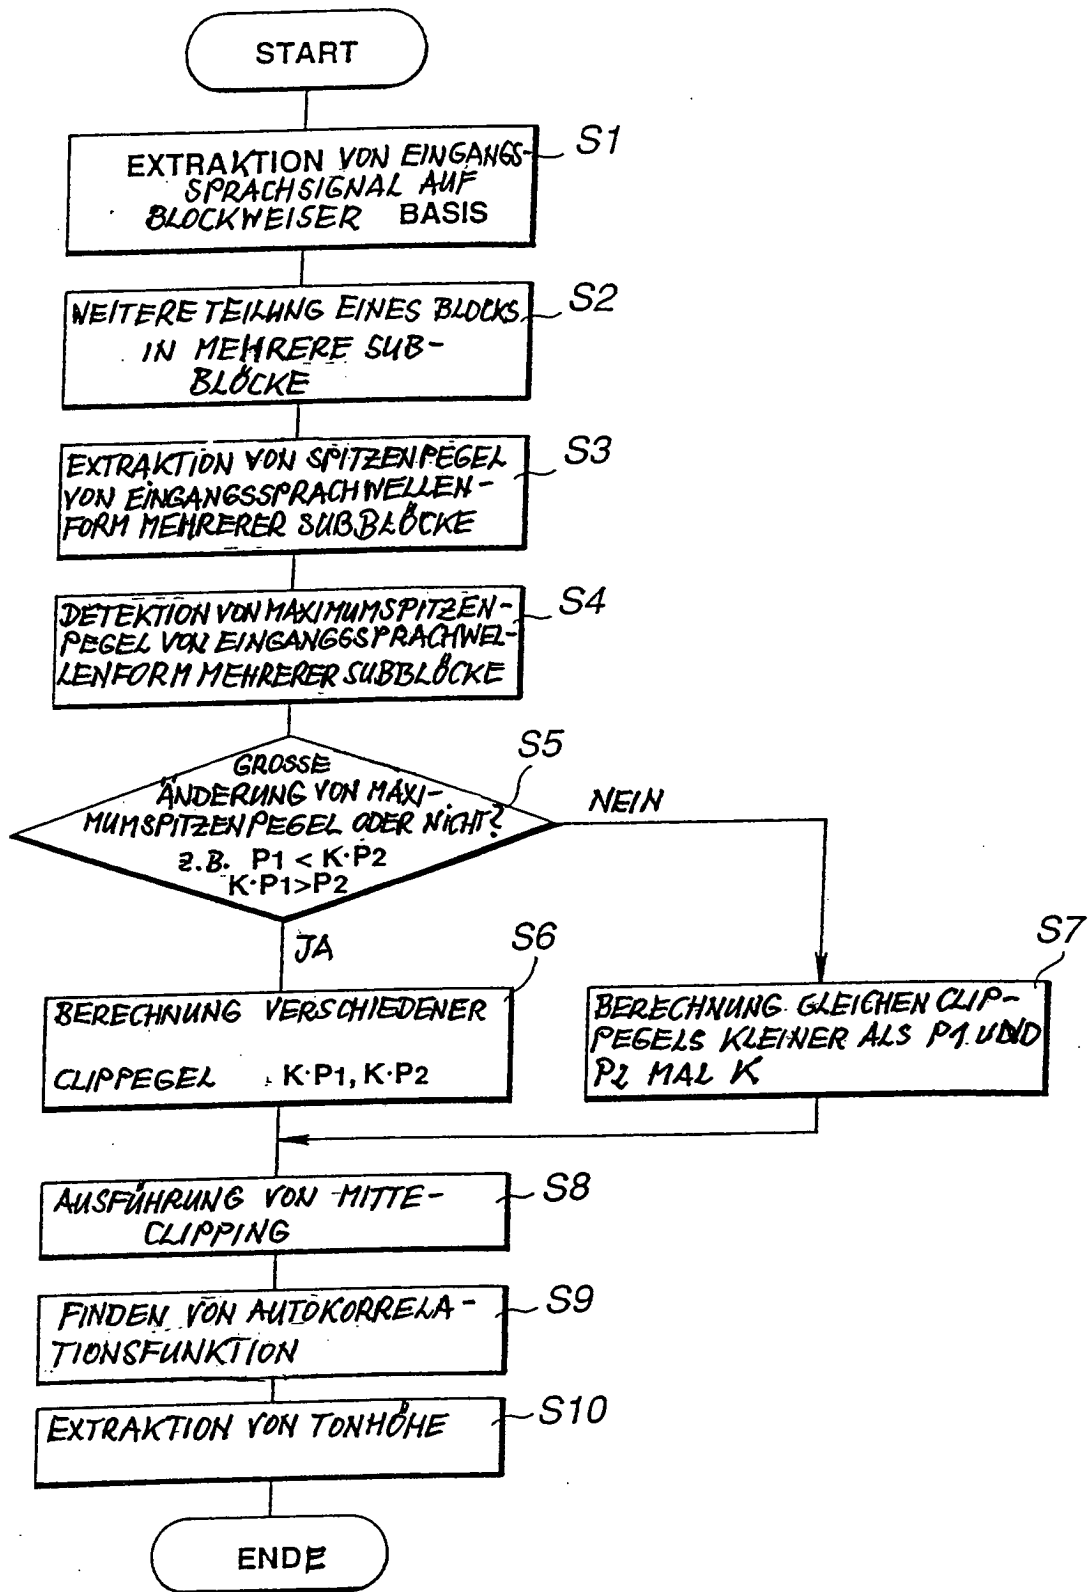 START
EXTRAKTION VON EINGANGS-
SPRACHSIGNAL AUF
BLOCKWEISER BASIS
S1
WEITERE TEILUNG EINES BLOCKS
IN MEHRERE SUB-
BLÖCKE
S2
EXTRAKTION VON SPITZENPEGEL
VON EINGANGSSPRACHWELLEN-
FORM MEHRERER SUBBLÖCKE
S3
DETEKTION VON MAXIMUMSPITZEN-
PEGEL VON EINGANGGSPRACHWEL-
LENFORM MEHRERER SUBBLÖCKE
S4
GROSSE
ÄNDERUNG VON MAXI-
MUMSPITZENPEGEL ODER NICHT?
z.B. P1 < K·P2
K·P1>P2
S5
NEIN
JA
BERECHNUNG VERSCHIEDENER
CLIPPEGEL K·P1, K·P2
S6
BERECHNUNG GLEICHEN CLIP-
PEGELS KLEINER ALS P1 UND
P2 MAL K
S7
AUSFÜHRUNG VON MITTE-
CLIPPING
S8
FINDEN VON AUTOKORRELA-
TIONSFUNKTION
S9
EXTRAKTION VON TONHÖHE
S10
ENDE